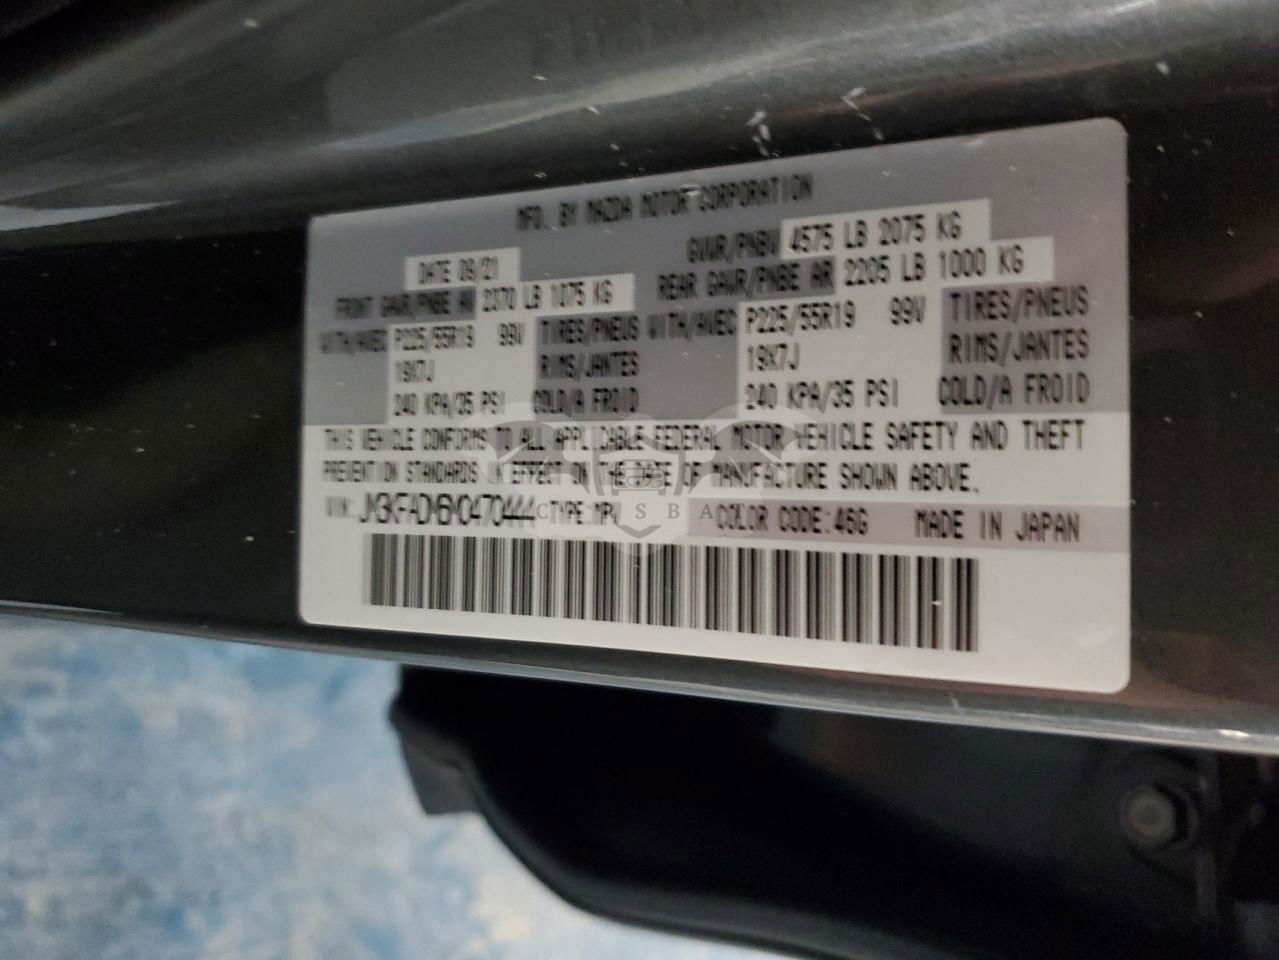 MFD. BY MAZDA MOTOR CORPORATION
DATE 09/21 GVWR/PNBV 4575 LB 2075 KG
FRONT GAWR/PNBE AV 2370 LB 1075 KG REAR GAWR/PNBE AR 2205 LB 1000 KG
WITH/AVEC P225/55R19 99V TIRES/PNEUS WITH/AVEC P225/55R19 99V TIRES/PNEUS
19X7J RIMS/JANTES 19X7J RIMS/JANTES
240 KPA/35 PSI COLD/A FROID 240 KPA/35 PSI COLD/A FROID
THIS VEHICLE CONFORMS TO ALL APPLICABLE FEDERAL MOTOR VEHICLE SAFETY AND THEFT
PREVENTION STANDARDS IN EFFECT ON THE DATE OF MANUFACTURE SHOWN ABOVE.
VIN: TYPE:MPV COLOR CODE:46G MADE IN JAPAN